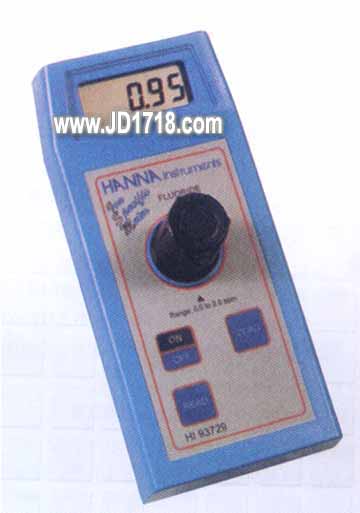 0.95
www.JD1718.com
HANNA instruments
Ion
Specific
Meter
FLUORIDE
Range: 0.0 to 2.0 ppm
ON
OFF
ZERO
READ
HI 93729